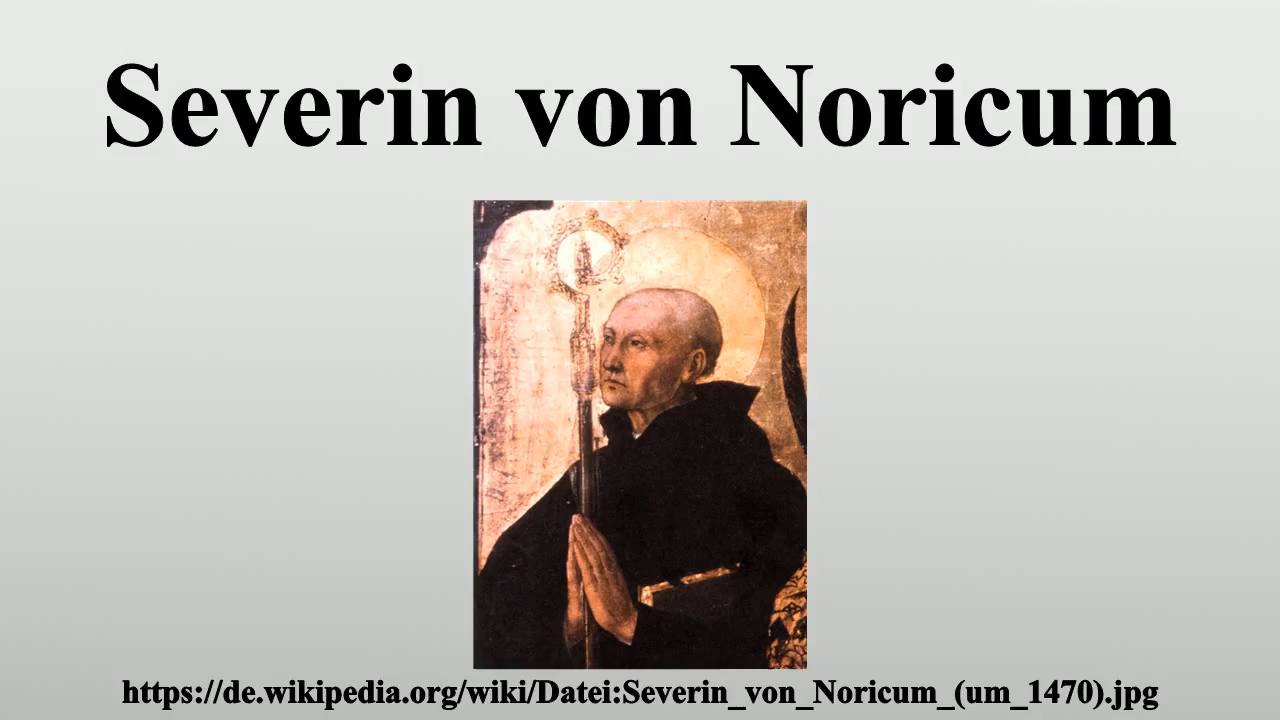 Severin von Noricum
https://de.wikipedia.org/wiki/Datei:Severin_von_Noricum_(um_1470).jpg